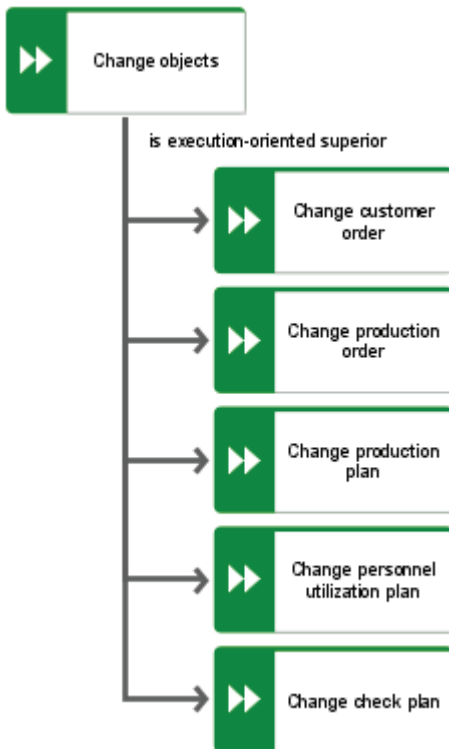 Change objects
is execution-oriented superior
Change customer
order
Change production
order
Change production
plan
Change personnel
utilization plan
Change check plan